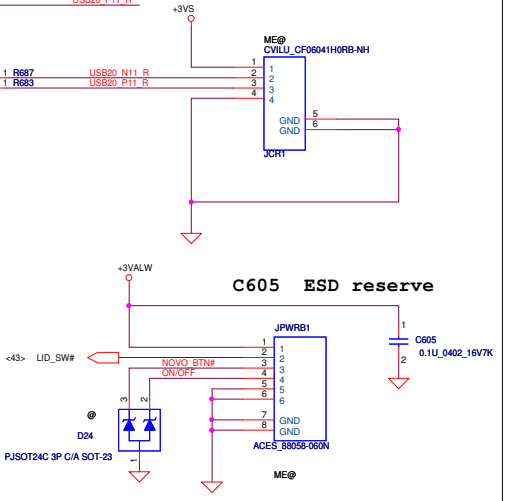 USB20_P11_R
+3VS
ME@
CVILU_CF06041H0RB-NH
1 R687 USB20_N11_R
1 R683 USB20_P11_R
1 1
2 2
3 3
4 4
GND 5
GND 6
JCR1
+3VALW
C605 ESD reserve
JPWRB1
1
C605
0.1U_0402_16V7K
2
<43> LID_SW#
NOVO_BTN#
ON/OFF
1 1
2 2
3 3
4 4
5 5
6 6
7 GND
8 GND
ACES_88058-060N
ME@
3 2
@
D24
1
PJSOT24C 3P C/A SOT-23